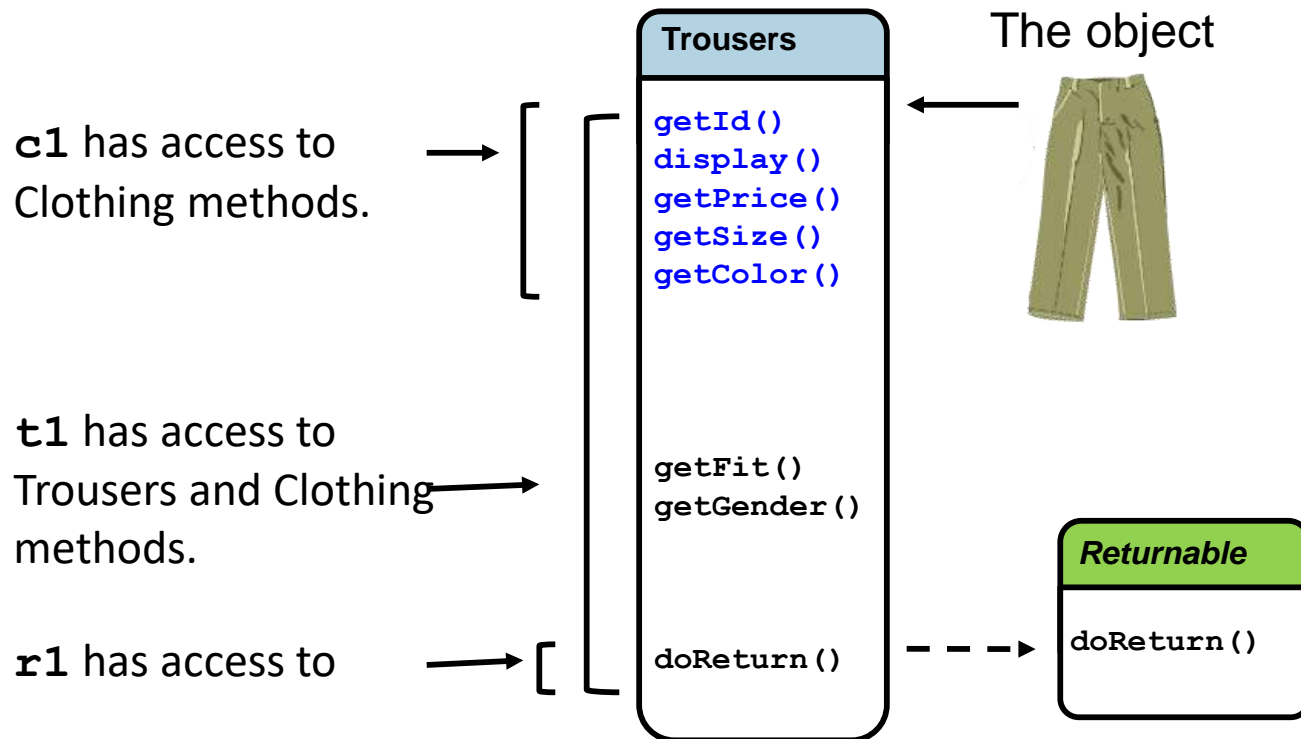 Trousers
The object
c1 has access to
Clothing methods.
getId()
display()
getPrice()
getSize()
getColor()
t1 has access to
Trousers and Clothing
methods.
getFit()
getGender()
Returnable
r1 has access to
doReturn()
doReturn()